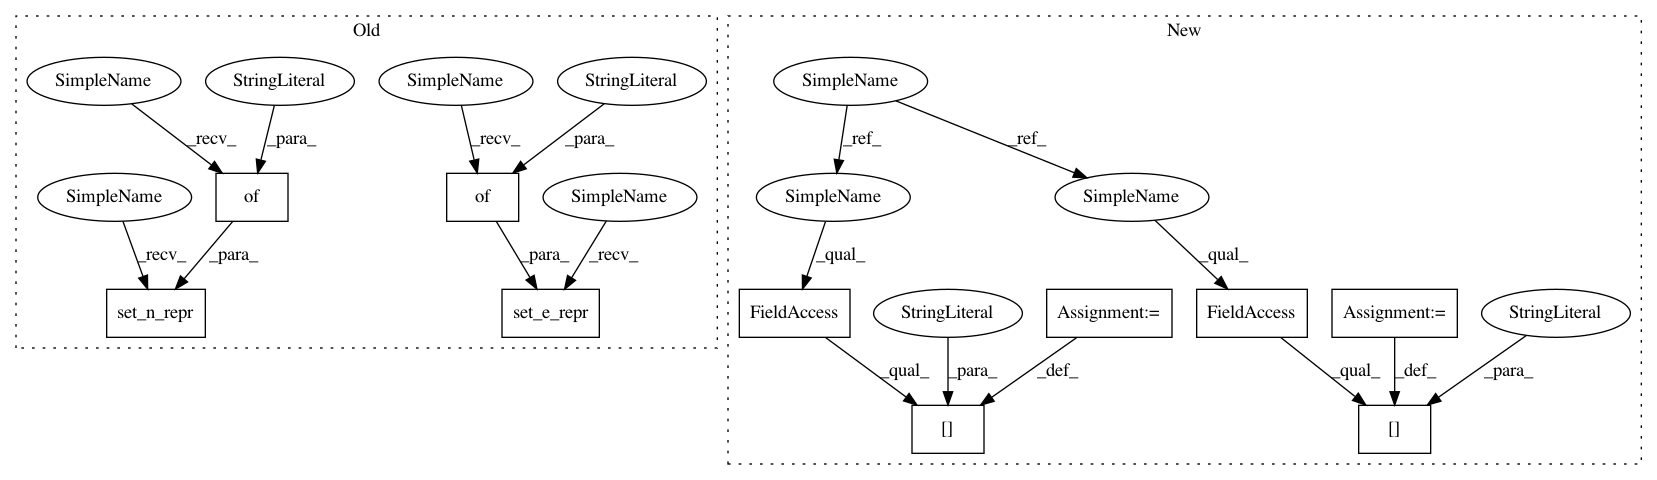 Old
New
SimpleName
StringLiteral
SimpleName
StringLiteral
SimpleName
_recv_
_para_
_recv_
_para_
_ref_
_ref_
SimpleName
of
of
SimpleName
SimpleName
SimpleName
_recv_
_para_
_para_
_recv_
_qual_
_qual_
set_n_repr
set_e_repr
FieldAccess
StringLiteral
Assignment:=
FieldAccess
Assignment:=
StringLiteral
_qual_
_para_
_def_
_qual_
_def_
_para_
[]
[]